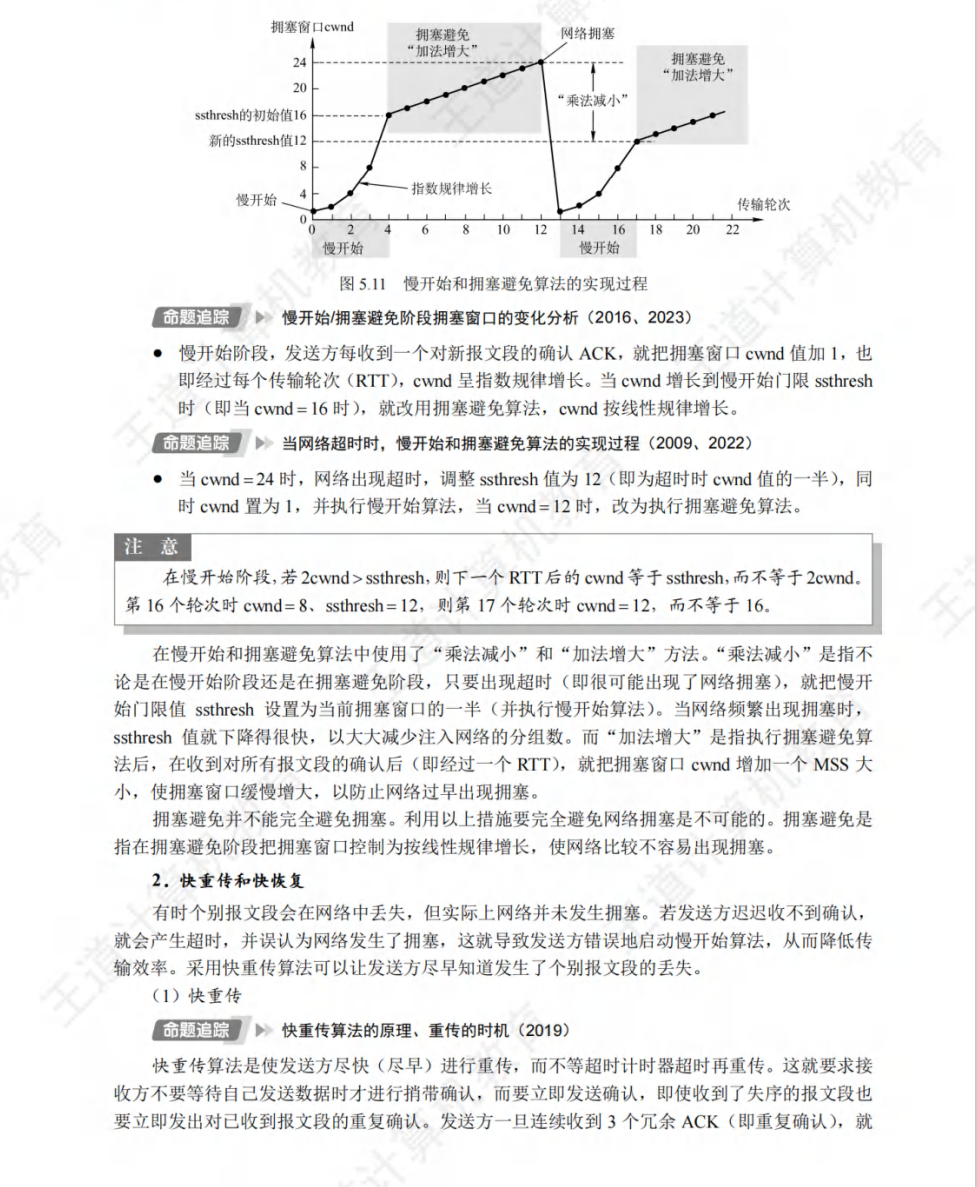 拥塞窗口cwnd
拥塞避免
“加法增大”
网络拥塞
拥塞避免
“加法增大”
24
20
“乘法减小”
ssthresh的初始值16
新的ssthresh值12
8
4
指数规律增长
慢开始
传输轮次
0
0 2 4 6 8 10 12 14 16 18 20 22
慢开始 慢开始
图 5.11 慢开始和拥塞避免算法的实现过程
命题追踪 慢开始/拥塞避免阶段拥塞窗口的变化分析（2016、2023）
● 慢开始阶段，发送方每收到一个对新报文段的确认 ACK，就把拥塞窗口 cwnd 值加 1，也
即经过每个传输轮次（RTT），cwnd 呈指数规律增长。当 cwnd 增长到慢开始门限 ssthresh
时（即当 cwnd = 16 时），就改用拥塞避免算法，cwnd 按线性规律增长。
命题追踪 当网络超时时，慢开始和拥塞避免算法的实现过程（2009、2022）
● 当 cwnd = 24 时，网络出现超时，调整 ssthresh 值为 12（即为超时时 cwnd 值的一半），同
时 cwnd 置为 1，并执行慢开始算法，当 cwnd = 12 时，改为执行拥塞避免算法。
注 意
在慢开始阶段，若 2cwnd > ssthresh，则下一个 RTT 后的 cwnd 等于 ssthresh，而不等于 2cwnd。
第 16 个轮次时 cwnd = 8、ssthresh = 12，则第 17 个轮次时 cwnd = 12，而不等于 16。
在慢开始和拥塞避免算法中使用了“乘法减小”和“加法增大”方法。“乘法减小”是指不
论是在慢开始阶段还是在拥塞避免阶段，只要出现超时（即很可能出现了网络拥塞），就把慢开
始门限值 ssthresh 设置为当前拥塞窗口的一半（并执行慢开始算法）。当网络频繁出现拥塞时，
ssthresh 值就下降得很快，以大大减少注入网络的分组数。而“加法增大”是指执行拥塞避免算
法后，在收到对所有报文段的确认后（即经过一个 RTT），就把拥塞窗口 cwnd 增加一个 MSS 大
小，使拥塞窗口缓慢增大，以防止网络过早出现拥塞。
拥塞避免并不能完全避免拥塞。利用以上措施要完全避免网络拥塞是不可能的。拥塞避免是
指在拥塞避免阶段把拥塞窗口控制为按线性规律增长，使网络比较不容易出现拥塞。
2．快重传和快恢复
有时个别报文段会在网络中丢失，但实际上网络并未发生拥塞。若发送方迟迟收不到确认，
就会产生超时，并误认为网络发生了拥塞，这就导致发送方错误地启动慢开始算法，从而降低传
输效率。采用快重传算法可以让发送方尽早知道发生了个别报文段的丢失。
（1）快重传
命题追踪 快重传算法的原理、重传的时机（2019）
快重传算法是使发送方尽快（尽早）进行重传，而不等超时计时器超时再重传。这就要求接
收方不要等待自己发送数据时才进行捎带确认，而要立即发送确认，即使收到了失序的报文段也
要立即发出对已收到报文段的重复确认。发送方一旦连续收到 3 个冗余 ACK（即重复确认），就
王道计算机教育